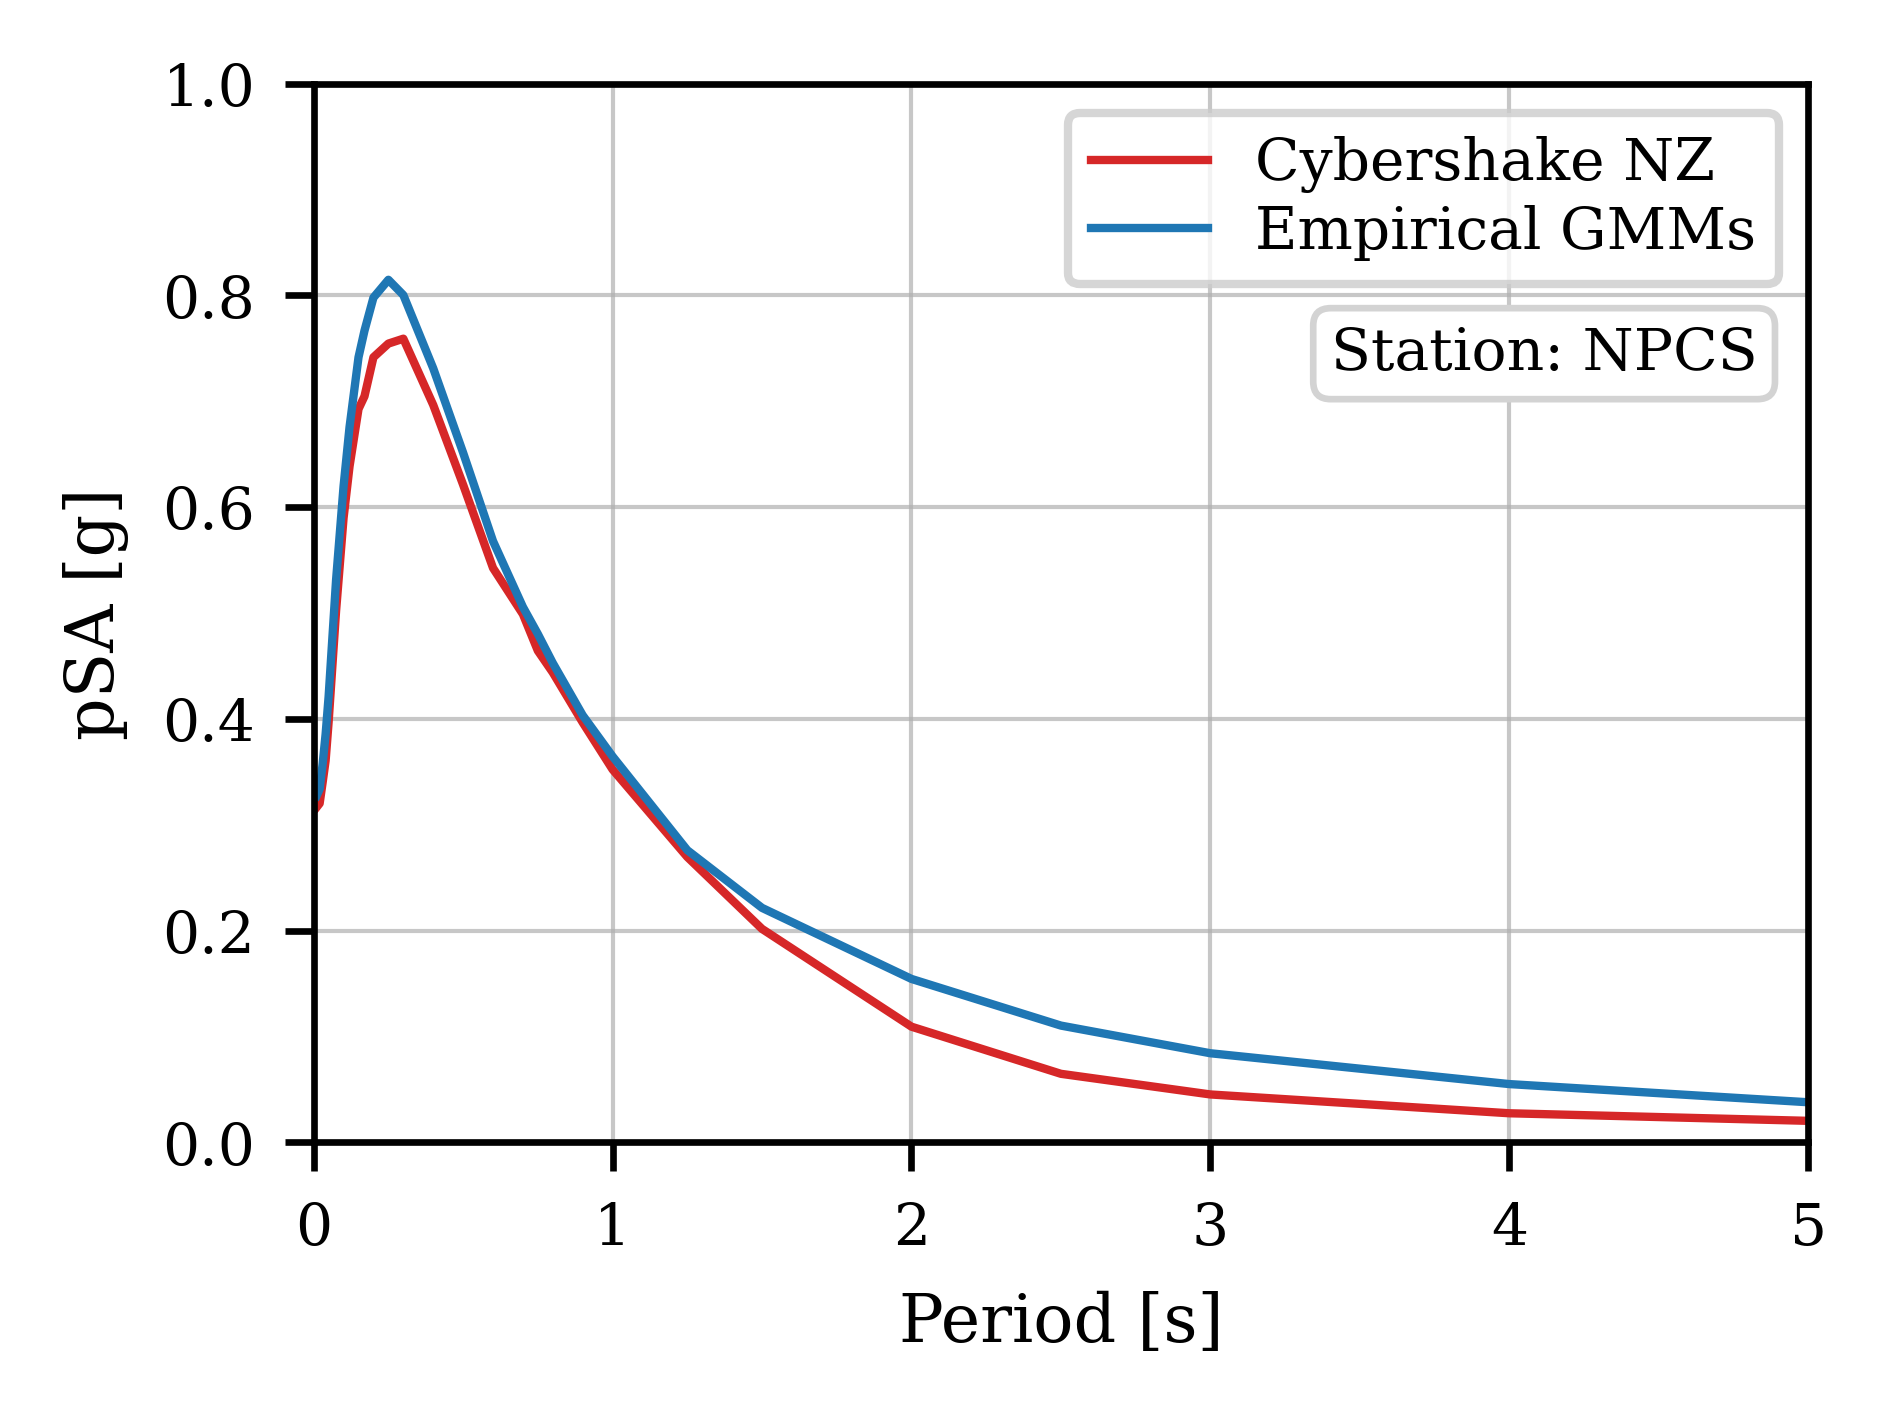 1.0
0.8
0.6
0.4
0.2
0.0
pSA [g]
Cybershake NZ
Empirical GMMs
Station: NPCS
0 1 2 3 4 5
Period [s]